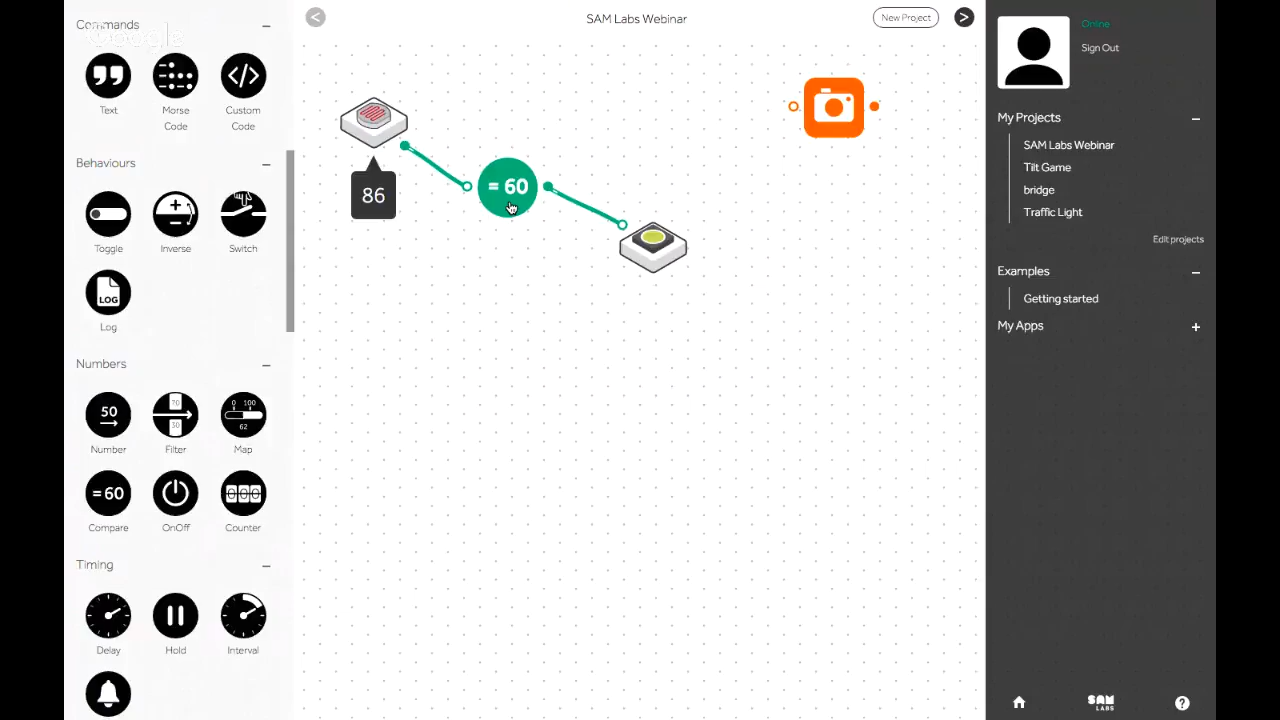 Commands
Google
Text
Morse
Code
Custom
Code
Behaviours
Toggle
Inverse
Switch
LOG
Log
Numbers
50
70
30
0 100
62
Number
Filter
Map
= 60
000
Compare
OnOff
Counter
Timing
Delay
Hold
Interval
<
SAM Labs Webinar
New Project
>
86
= 60
Online
Sign Out
My Projects
SAM Labs Webinar
Tilt Game
bridge
Traffic Light
Edit projects
Examples
Getting started
My Apps
SAM
LABS
?